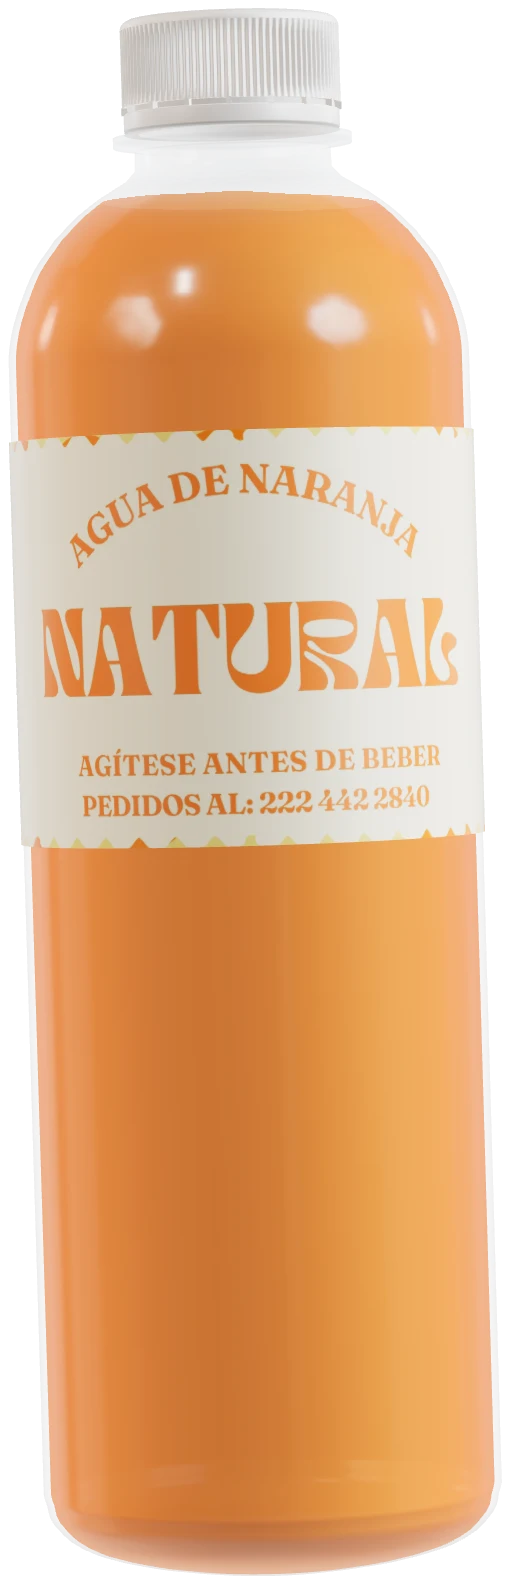 AGUA DE NARANJA
NATURAL
AGÍTESE ANTES DE BEBER
PEDIDOS AL: 222 442 2840